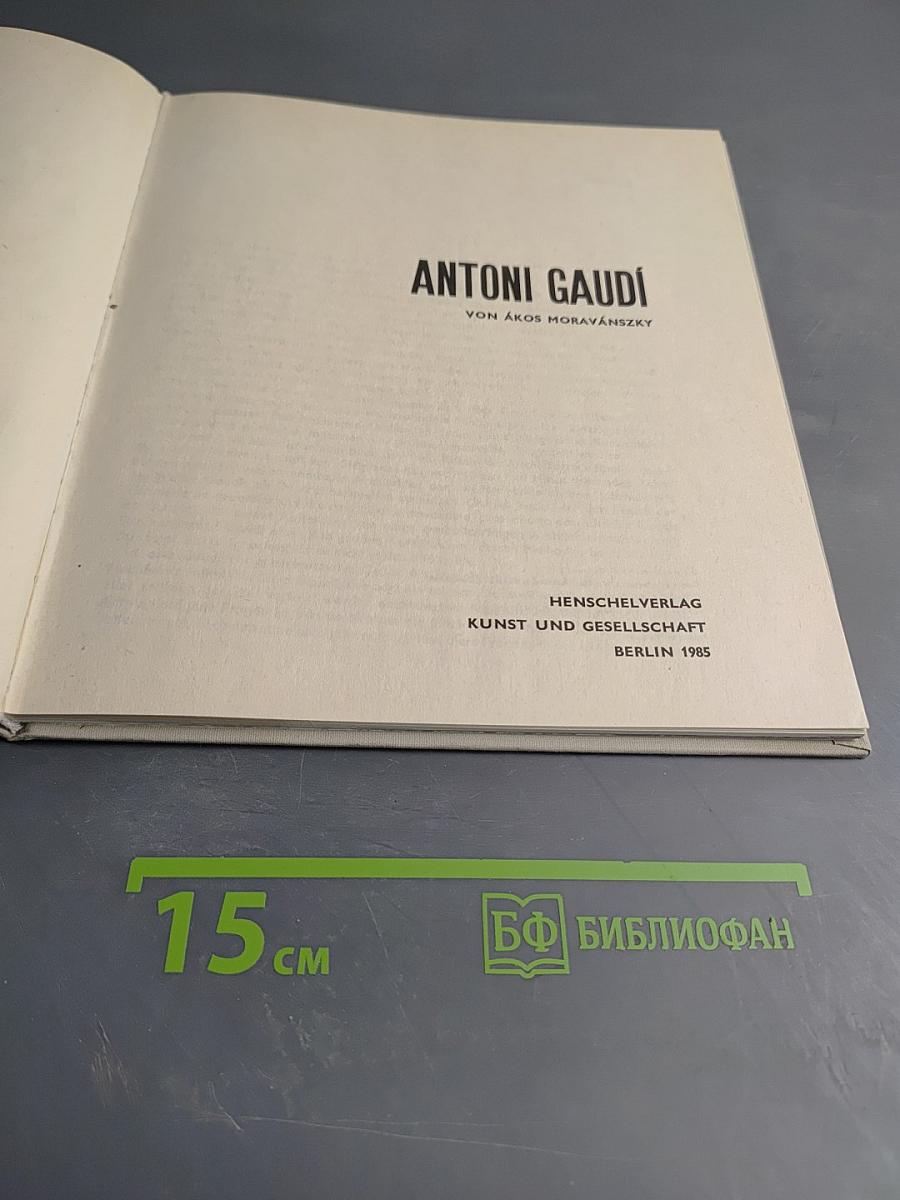 ANTONI GAUDÍ
VON ÁKOS MORAVÁNSZKY
HENSCHELVERLAG
KUNST UND GESELLSCHAFT
BERLIN 1985
15 см
БФ БИБЛИОФАН